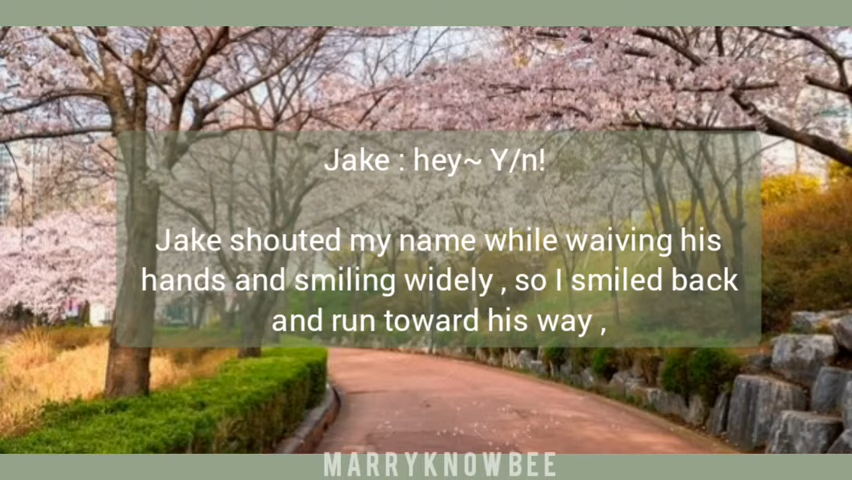 Jake : hey~ Y/n!
Jake shouted my name while waiving his
hands and smiling widely , so I smiled back
and run toward his way ,
MARRYKNOWBEE